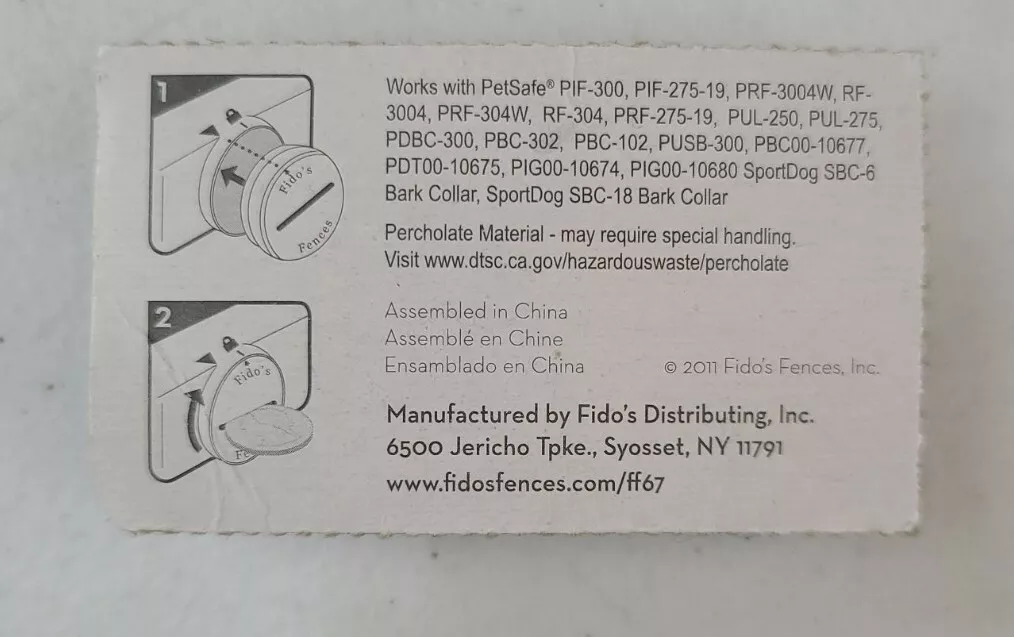 1
Fido's
Fences
Works with PetSafe® PIF-300, PIF-275-19, PRF-3004W, RF-
3004, PRF-304W, RF-304, PRF-275-19, PUL-250, PUL-275,
PDBC-300, PBC-302, PBC-102, PUSB-300, PBC00-10677,
PDT00-10675, PIG00-10674, PIG00-10680 SportDog SBC-6
Bark Collar, SportDog SBC-18 Bark Collar
Percholate Material - may require special handling.
Visit www.dtsc.ca.gov/hazardouswaste/percholate
2
Fido's
Fe
Assembled in China
Assemblé en Chine
Ensamblado en China
© 2011 Fido's Fences, Inc.
Manufactured by Fido's Distributing, Inc.
6500 Jericho Tpke., Syosset, NY 11791
www.fidosfences.com/ff67